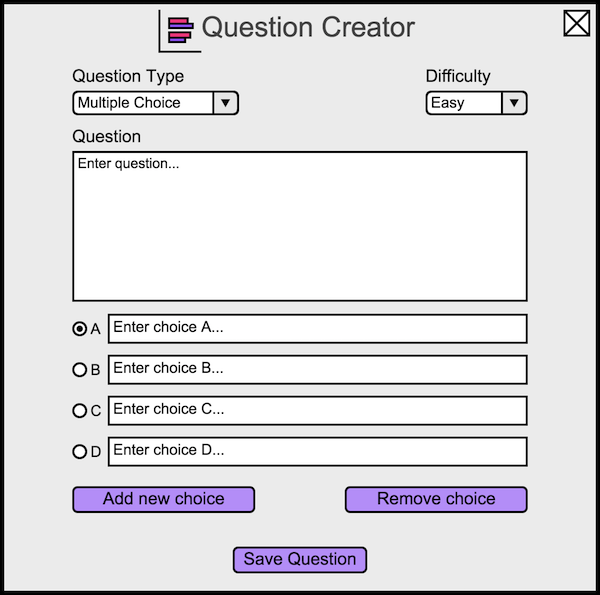 Question Creator
Question Type
Difficulty
Multiple Choice
Easy
Question
Enter question...
A
Enter choice A...
B
Enter choice B...
C
Enter choice C...
D
Enter choice D...
Add new choice
Remove choice
Save Question